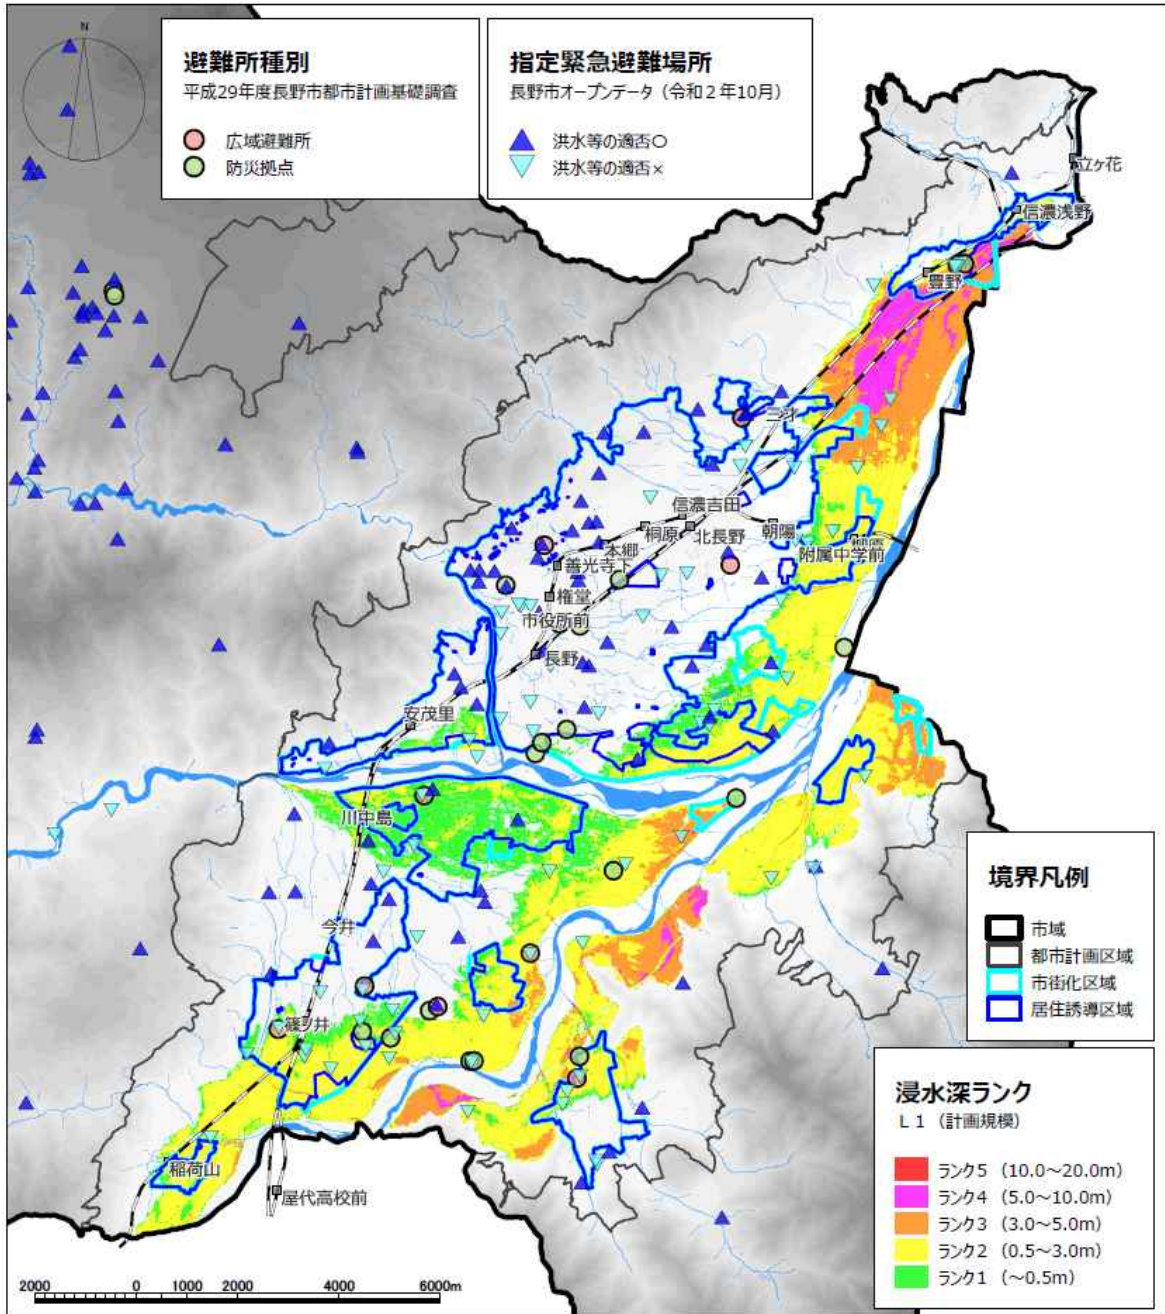 N
避難所種別
平成29年度長野市都市計画基礎調査
広域避難所
防災拠点
指定緊急避難場所
長野市オープンデータ（令和２年10月）
洪水等の適否○
洪水等の適否×
立ヶ花
信濃浅野
豊野
三才
信濃吉田
桐原
北長野
朝陽
附属中学前
本郷
善光寺下
権堂
市役所前
長野
安茂里
川中島
今井
篠ノ井
稲荷山
屋代高校前
境界凡例
市域
都市計画区域
市街化区域
居住誘導区域
浸水深ランク
Ｌ１（計画規模）
ランク５（10.0～20.0m）
ランク４（5.0～10.0m）
ランク３（3.0～5.0m）
ランク２（0.5～3.0m）
ランク１（～0.5m）
2000 0 1000 2000 4000 6000m